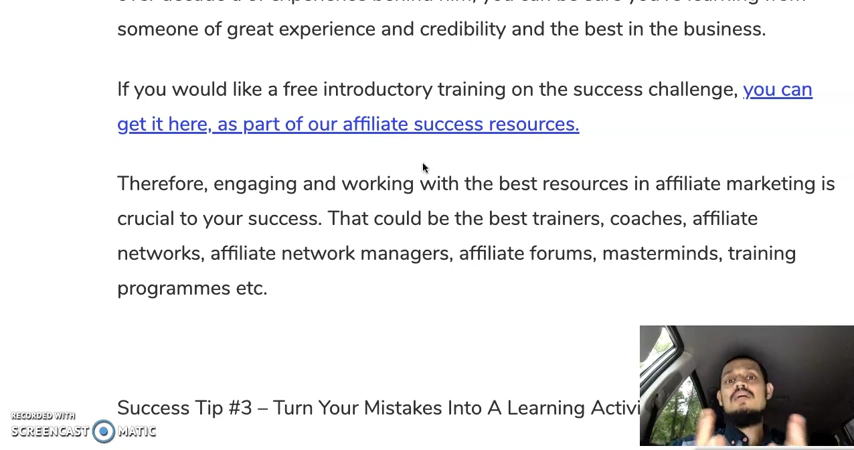 someone of great experience and credibility and the best in the business.
If you would like a free introductory training on the success challenge, you can
get it here, as part of our affiliate success resources.
Therefore, engaging and working with the best resources in affiliate marketing is
crucial to your success. That could be the best trainers, coaches, affiliate
networks, affiliate network managers, affiliate forums, masterminds, training
programmes etc.
Success Tip #3 – Turn Your Mistakes Into A Learning
RECORDED WITH
SCREENCAST MATIC